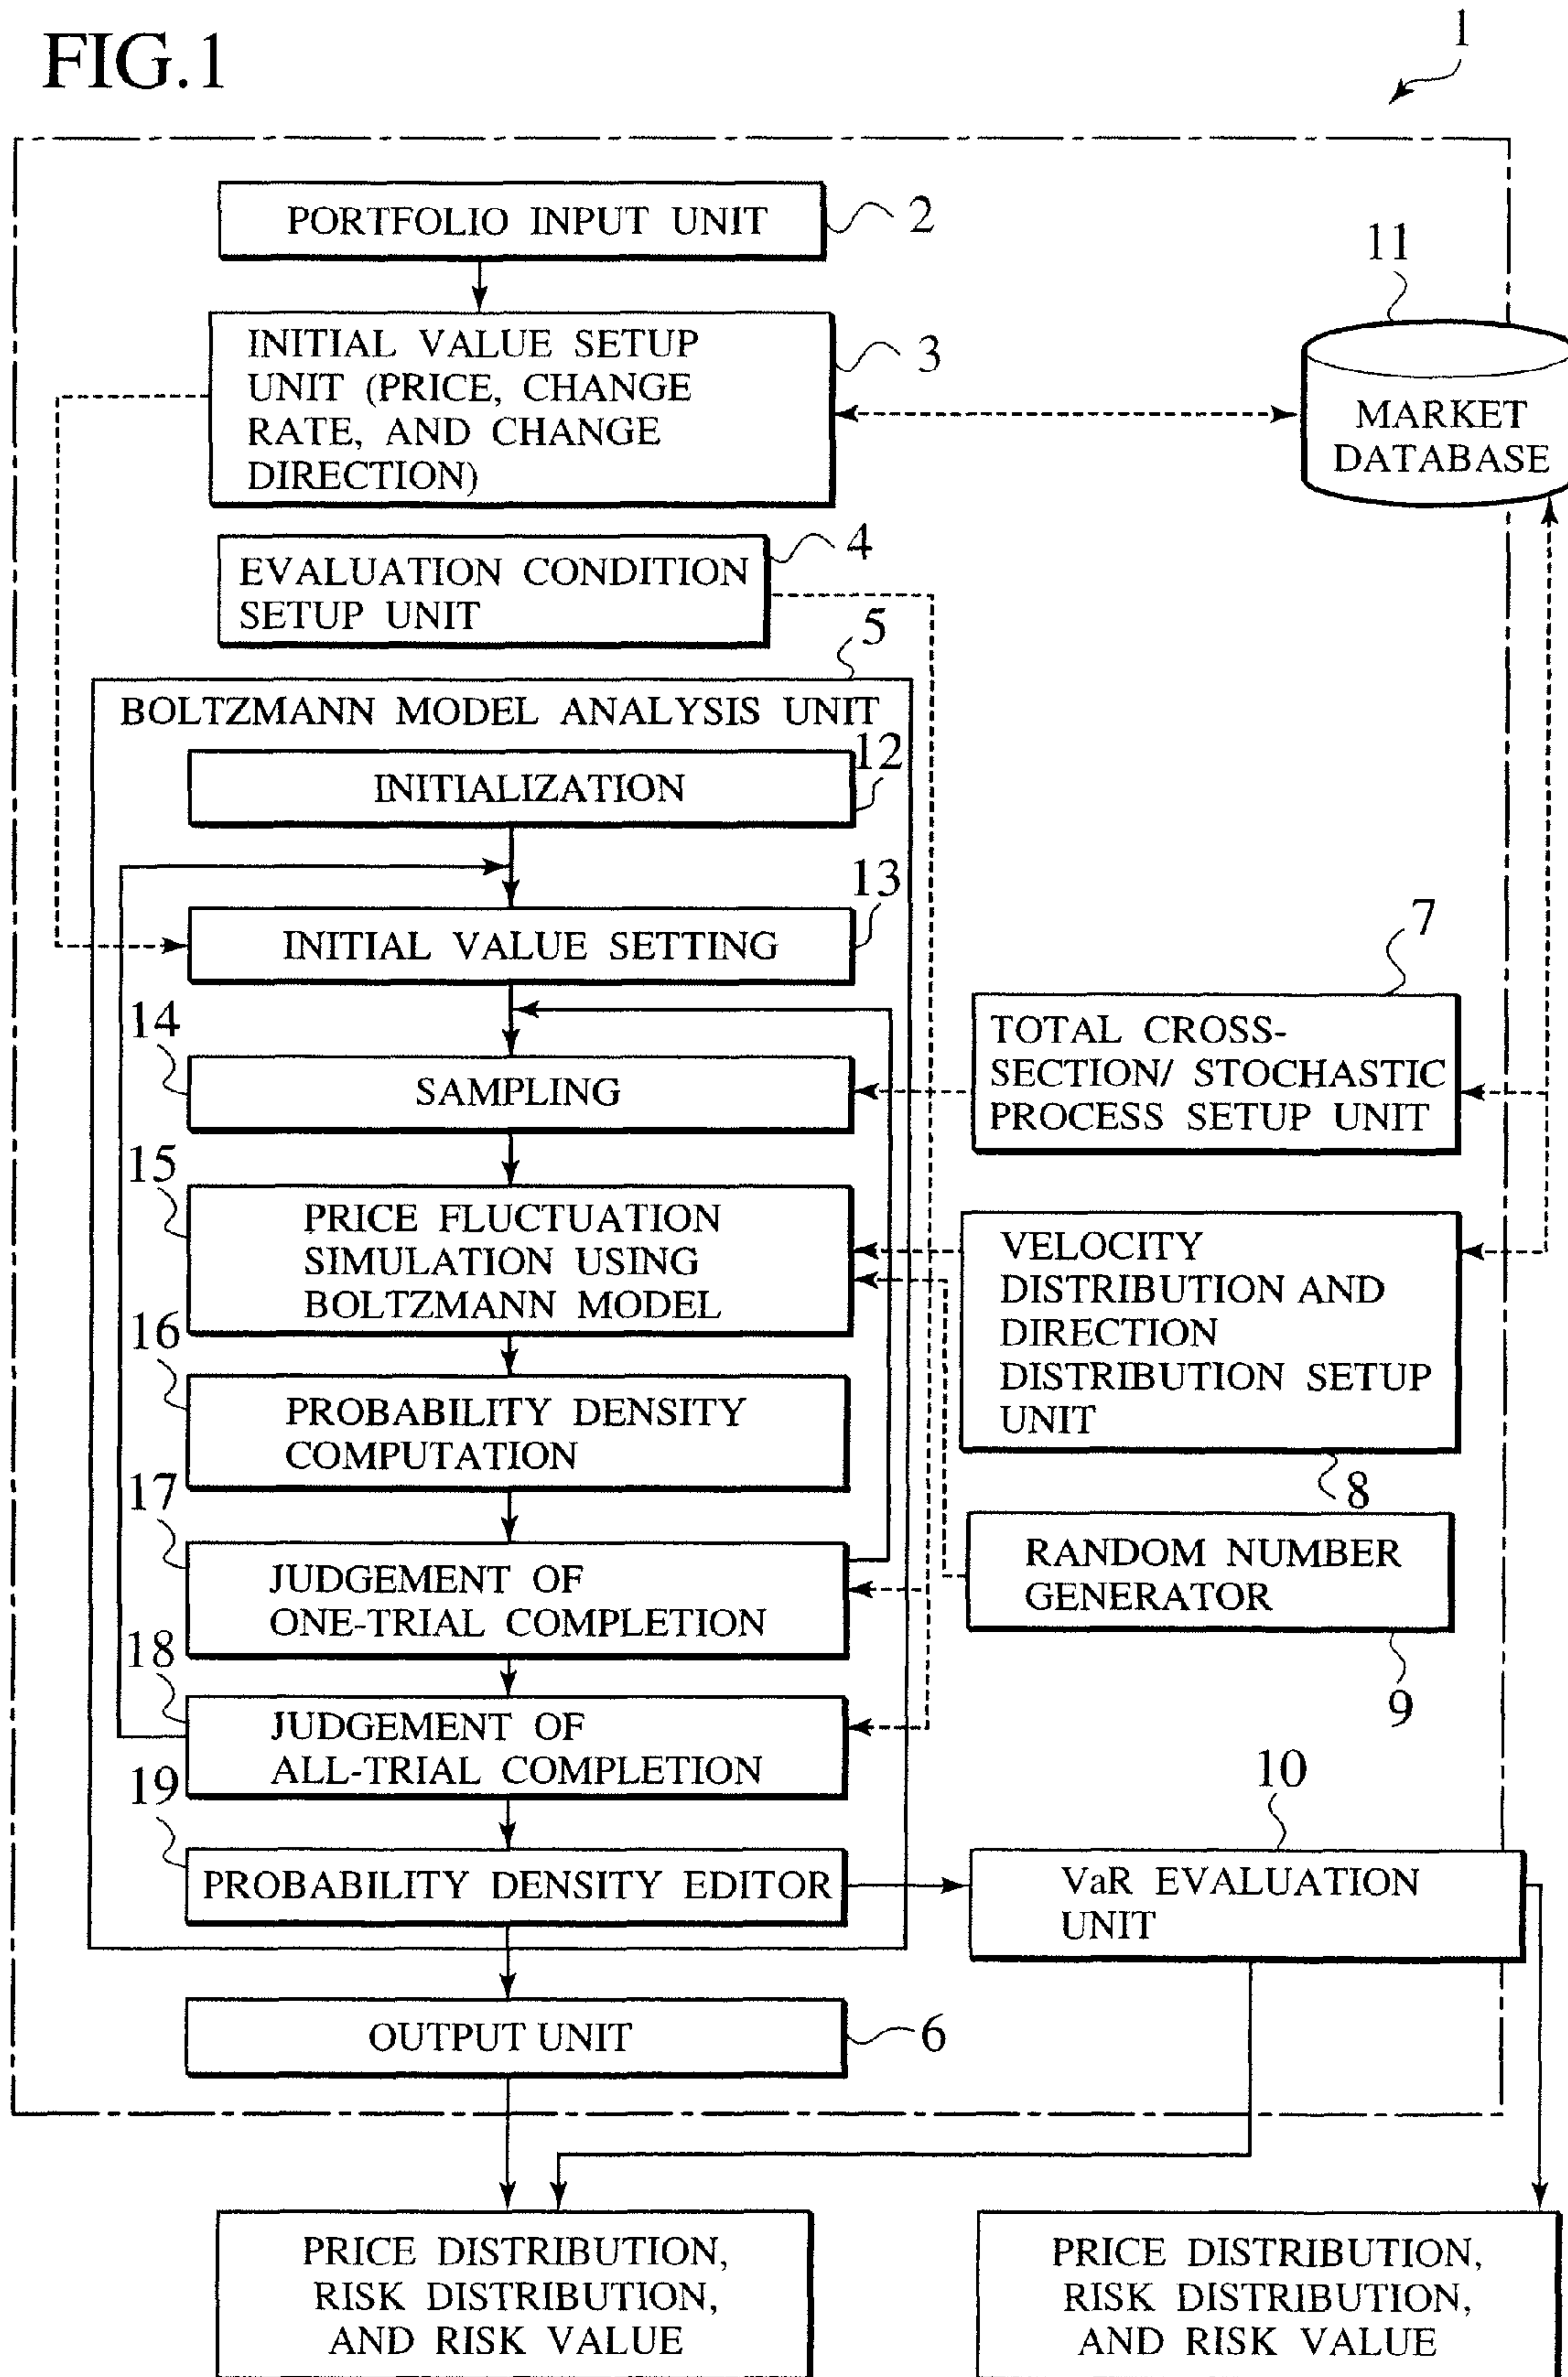 FIG.1
1
PORTFOLIO INPUT UNIT
2
INITIAL VALUE SETUP
UNIT (PRICE, CHANGE
RATE, AND CHANGE
DIRECTION)
3
11
MARKET
DATABASE
EVALUATION CONDITION
SETUP UNIT
4
5
BOLTZMANN MODEL ANALYSIS UNIT
INITIALIZATION
12
INITIAL VALUE SETTING
13
14
SAMPLING
7
TOTAL CROSS-
SECTION/ STOCHASTIC
PROCESS SETUP UNIT
15
PRICE FLUCTUATION
SIMULATION USING
BOLTZMANN MODEL
VELOCITY
DISTRIBUTION AND
DIRECTION
DISTRIBUTION SETUP
UNIT
8
16
PROBABILITY DENSITY
COMPUTATION
17
JUDGEMENT OF
ONE-TRIAL COMPLETION
RANDOM NUMBER
GENERATOR
9
18
JUDGEMENT OF
ALL-TRIAL COMPLETION
19
PROBABILITY DENSITY EDITOR
10
VaR EVALUATION
UNIT
OUTPUT UNIT
6
PRICE DISTRIBUTION,
RISK DISTRIBUTION,
AND RISK VALUE
PRICE DISTRIBUTION,
RISK DISTRIBUTION,
AND RISK VALUE